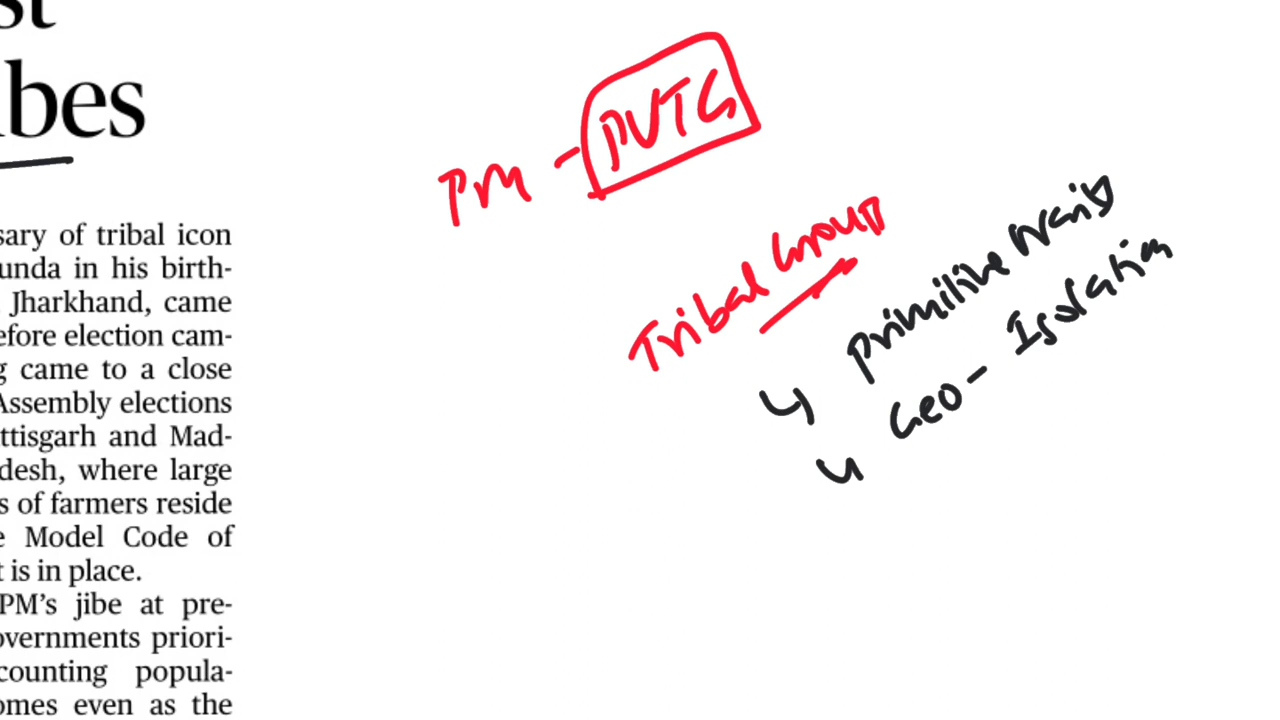 st
ibes
sary of tribal icon
unda in his birth-
Jharkhand, came
efore election cam-
g came to a close
Assembly elections
ttisgarh and Mad-
desh, where large
s of farmers reside
e Model Code of
t is in place.
PM's jibe at pre-
overnments priori-
counting popula-
omes even as the
PM - PVTG
Tribal Group
Primitive traits
Geo - Isolation